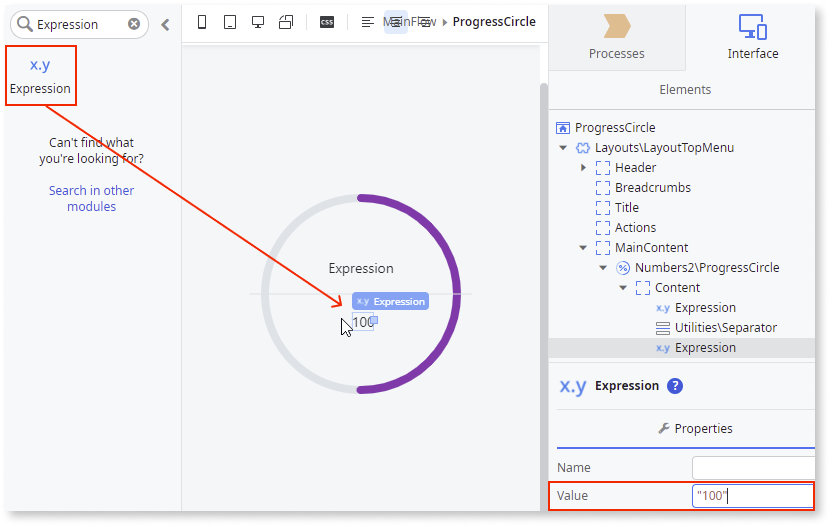 Expression
x.y
Expression
Can't find what
you're looking for?
Search in other
modules
CSS
MainFlow ProgressCircle
Expression
x.y Expression
100
Processes
Interface
Elements
ProgressCircle
Layouts\LayoutTopMenu
Header
Breadcrumbs
Title
Actions
MainContent
% Numbers2\ProgressCircle
Content
x.y Expression
Utilities\Separator
x.y Expression
x.y Expression ?
Properties
Name
Value "100"